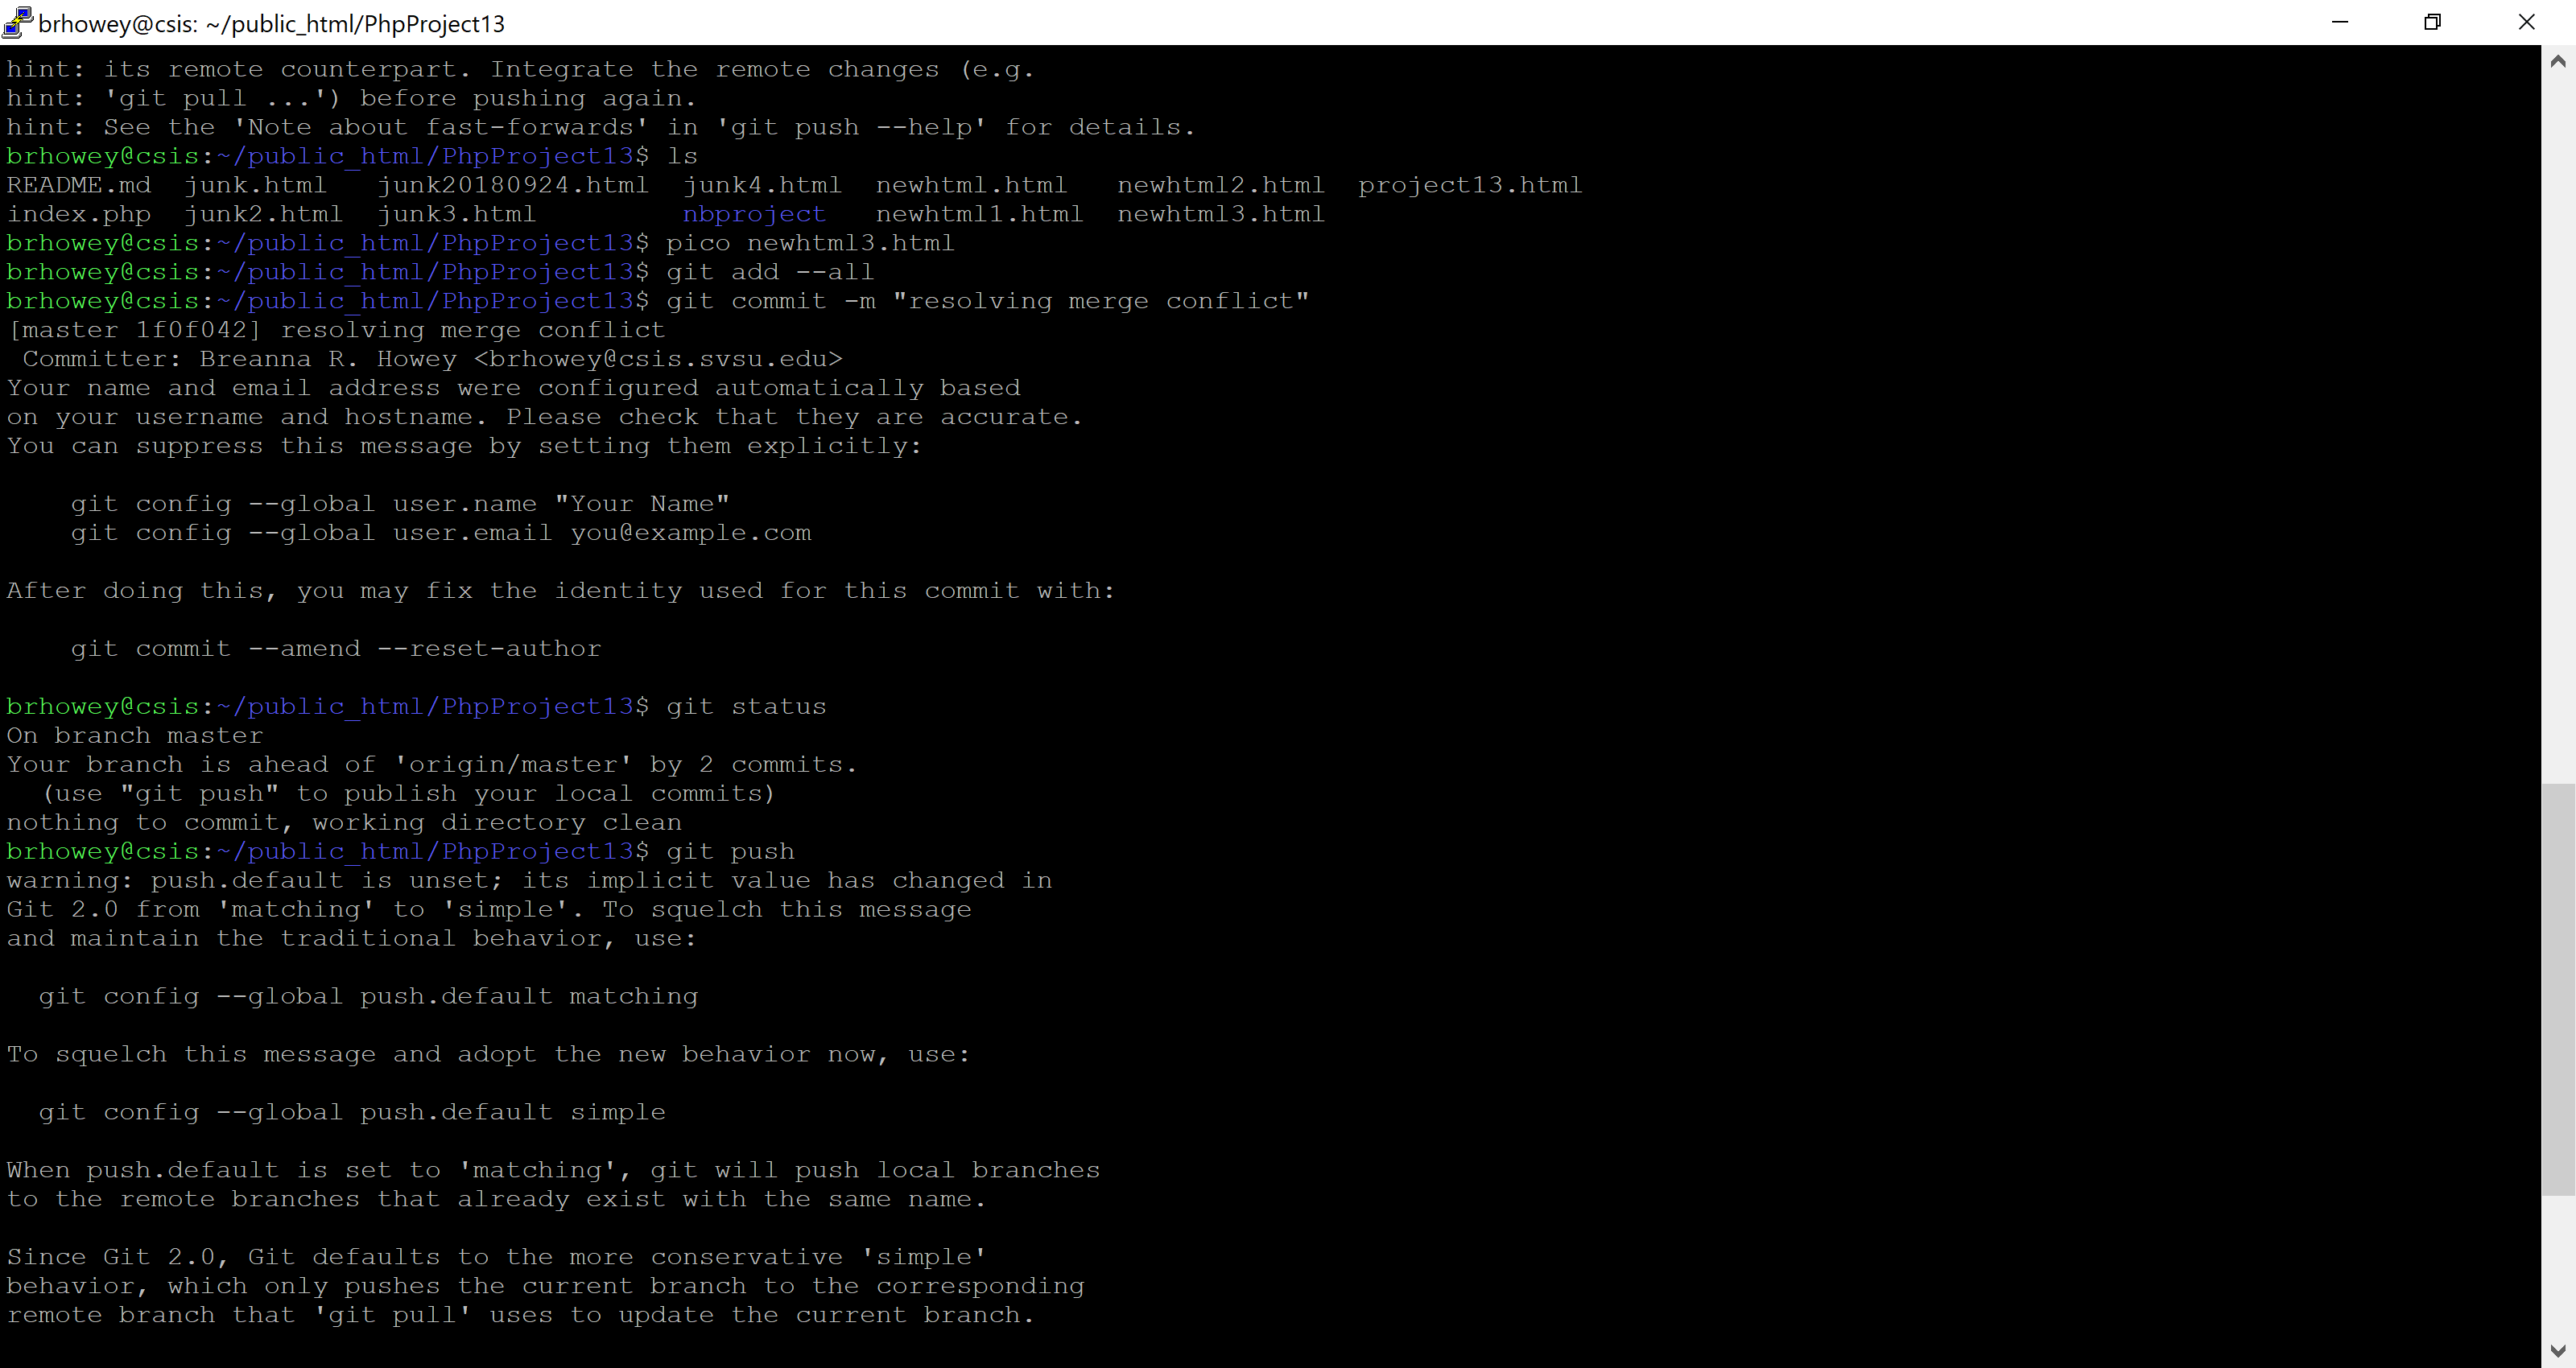 brhowey@csis: ~/public_html/PhpProject13
hint: its remote counterpart. Integrate the remote changes (e.g.
hint: 'git pull ...') before pushing again.
hint: See the 'Note about fast-forwards' in 'git push --help' for details.
brhowey@csis:~/public_html/PhpProject13$ ls
README.md  junk.html   junk20180924.html  junk4.html  newhtml.html   newhtml2.html  project13.html
index.php  junk2.html  junk3.html         nbproject   newhtml1.html  newhtml3.html
brhowey@csis:~/public_html/PhpProject13$ pico newhtml3.html
brhowey@csis:~/public_html/PhpProject13$ git add --all
brhowey@csis:~/public_html/PhpProject13$ git commit -m "resolving merge conflict"
[master 1f0f042] resolving merge conflict
 Committer: Breanna R. Howey <brhowey@csis.svsu.edu>
Your name and email address were configured automatically based
on your username and hostname. Please check that they are accurate.
You can suppress this message by setting them explicitly:
    git config --global user.name "Your Name"
    git config --global user.email you@example.com
After doing this, you may fix the identity used for this commit with:
    git commit --amend --reset-author
brhowey@csis:~/public_html/PhpProject13$ git status
On branch master
Your branch is ahead of 'origin/master' by 2 commits.
  (use "git push" to publish your local commits)
nothing to commit, working directory clean
brhowey@csis:~/public_html/PhpProject13$ git push
warning: push.default is unset; its implicit value has changed in
Git 2.0 from 'matching' to 'simple'. To squelch this message
and maintain the traditional behavior, use:
  git config --global push.default matching
To squelch this message and adopt the new behavior now, use:
  git config --global push.default simple
When push.default is set to 'matching', git will push local branches
to the remote branches that already exist with the same name.
Since Git 2.0, Git defaults to the more conservative 'simple'
behavior, which only pushes the current branch to the corresponding
remote branch that 'git pull' uses to update the current branch.